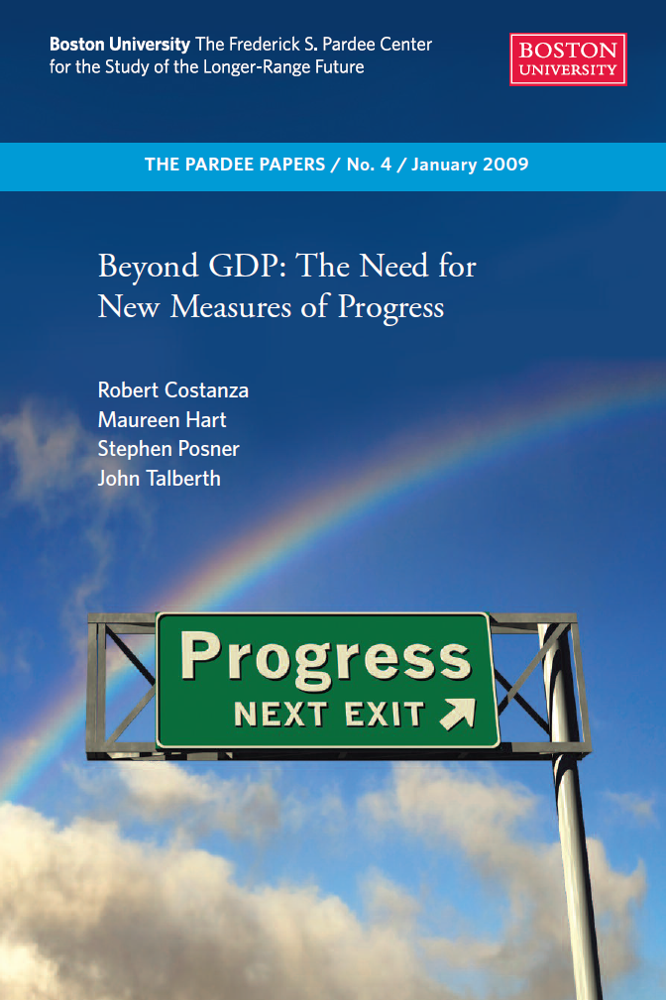 Boston University The Frederick S. Pardee Center
for the Study of the Longer-Range Future
BOSTON
UNIVERSITY
THE PARDEE PAPERS / No. 4 / January 2009
Beyond GDP: The Need for
New Measures of Progress
Robert Costanza
Maureen Hart
Stephen Posner
John Talberth
Progress
NEXT EXIT